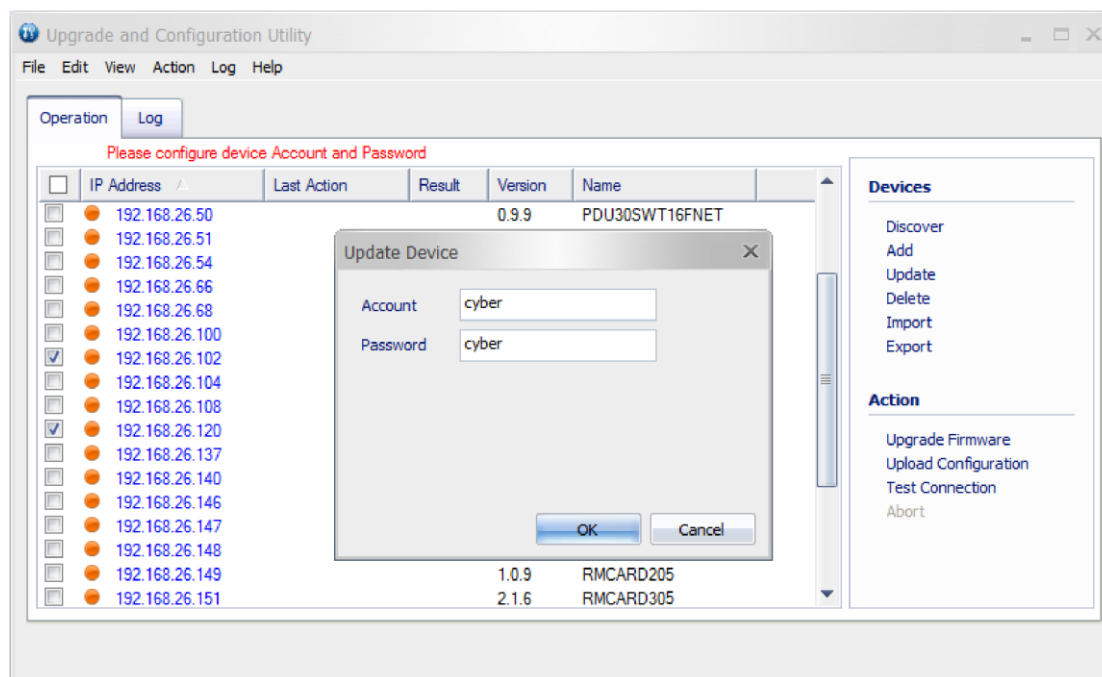 Upgrade and Configuration Utility
File Edit View Action Log Help
Operation Log
Please configure device Account and Password
IP Address Last Action Result Version Name
192.168.26.50 0.9.9 PDU30SWT16FNET
192.168.26.51
192.168.26.54
192.168.26.66
192.168.26.68
192.168.26.100
192.168.26.102
192.168.26.104
192.168.26.108
192.168.26.120
192.168.26.137
192.168.26.140
192.168.26.146
192.168.26.147
192.168.26.148
192.168.26.149 1.0.9 RMCARD205
192.168.26.151 2.1.6 RMCARD305
Update Device
Account cyber
Password cyber
OK Cancel
Devices
Discover
Add
Update
Delete
Import
Export
Action
Upgrade Firmware
Upload Configuration
Test Connection
Abort